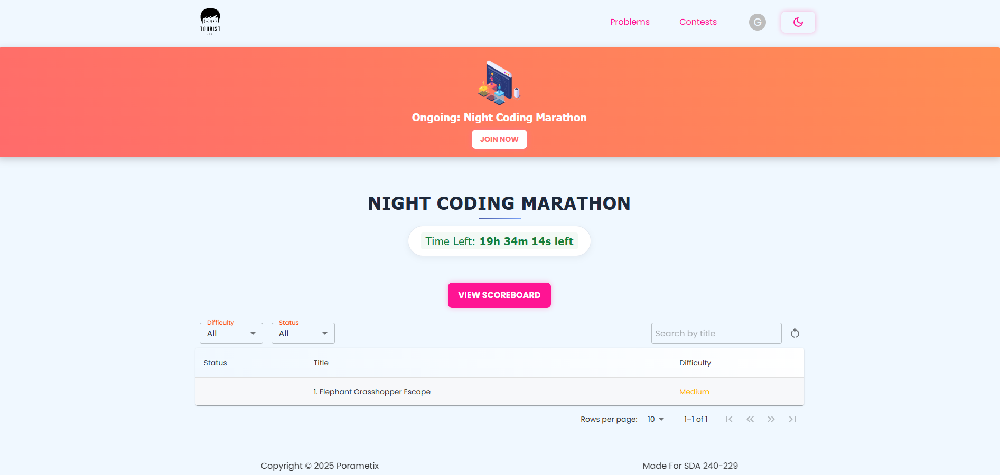 TOURIST
CODE
Problems
Contests
G
Ongoing: Night Coding Marathon
JOIN NOW
NIGHT CODING MARATHON
Time Left: 19h 34m 14s left
VIEW SCOREBOARD
Difficulty
All
Status
All
Search by title
Status Title Difficulty
1. Elephant Grasshopper Escape Medium
Rows per page: 10 1–1 of 1
Copyright © 2025 Porametix
Made For SDA 240-229